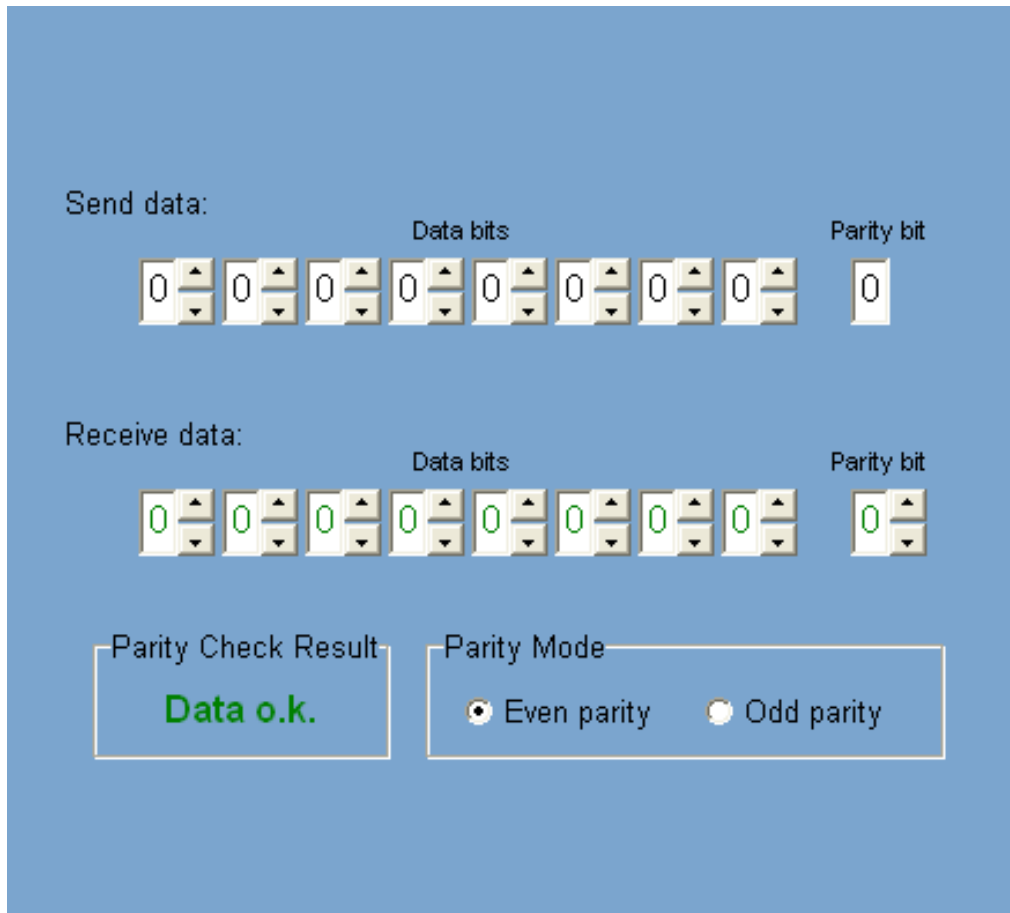 Send data:
Data bits Parity bit
0 0 0 0 0 0 0 0 0
Receive data:
Data bits Parity bit
0 0 0 0 0 0 0 0 0
Parity Check Result Parity Mode
Data o.k. Even parity Odd parity